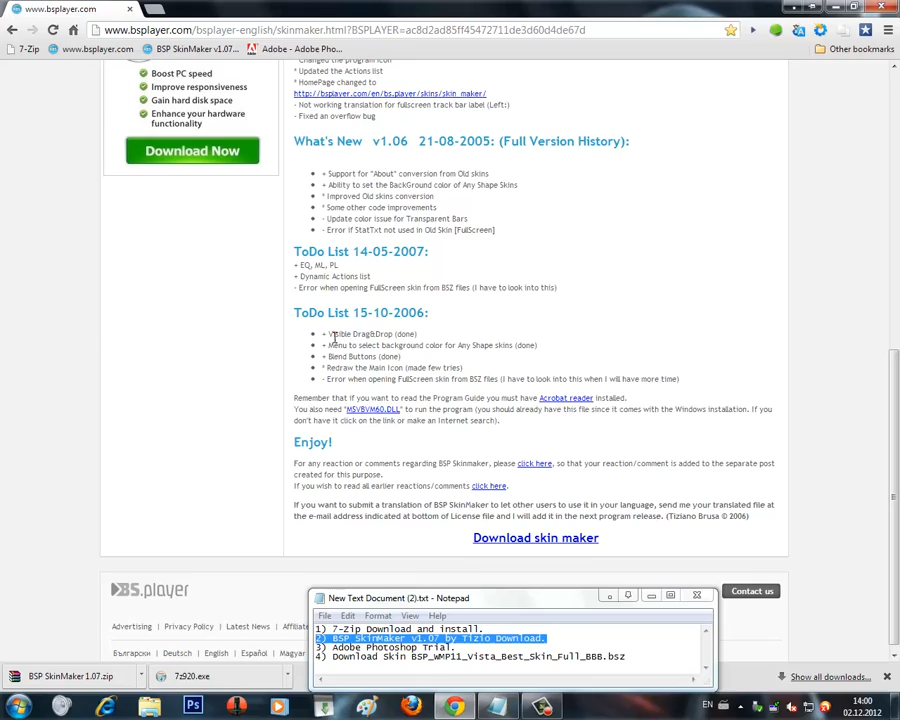 www.bsplayer.com
www.bsplayer.com/bsplayer-english/skinmaker.html?BSPLAYER=ac8d2ad85ff45472711de3d60dc6e67d
7-Zip
www.bsplayer.com
BSP SkinMaker v1.07...
Adobe - Adobe Pho...
Other bookmarks
Boost PC speed
Improve responsiveness
Gain hard disk space
Enhance your hardware
functionality
Download Now
* Changed the program icon
* Updated the Actions list
* HomePage changed to
http://bsplayer.com/en/bs.player/skins/skin_maker/
- Not working translation for fullscreen track bar label (Left:)
- Fixed an overflow bug
What's New v1.06 21-08-2005: (Full Version History):
+ Support for "About" conversion from Old skins
+ Ability to set the BackGround color of Any Shape Skins
* Improved Old skins conversion
* Some other code improvements
- Update color issue for Transparent Bars
- Error if StatTxt not used in Old Skin [FullScreen]
ToDo List 14-05-2007:
+ EQ, ML, PL
+ Dynamic Actions list
- Error when opening FullScreen skin from BSZ files (I have to look into this)
ToDo List 15-10-2006:
+ Visible Drag&Drop (done)
+ Menu to select background color for Any Shape skins (done)
+ Blend Buttons (done)
* Redraw the Main Icon (made few tries)
- Error when opening FullScreen skin from BSZ files (I have to look into this when I will have more time)
Remember that if you want to read the Program Guide you must have Acrobat reader installed.
You also need "MSVBVM60.DLL" to run the program (you should already have this file since it comes with the Windows installation. If you
don't have it click on the link or make an Internet search).
Enjoy!
For any reaction or comments regarding BSP Skinmaker, please click here, so that your reaction/comment is added to the separate post
created for this purpose.
If you wish to read all earlier reactions/comments click here.
If you want to submit a translation of BSP SkinMaker to let other users to use it in your language, send me your translated file at
the e-mail address indicated at bottom of License file and I will add it in the next program release. (Tiziano Brusa © 2006)
Download skin maker
BS.player
Contact us
Advertising | Privacy Policy | Latest News | Affiliate
Български | Deutsch | English | Español | Magyar
New Text Document (2).txt - Notepad
File Edit Format View Help
1) 7-Zip Download and install.
2) BSP SkinMaker v1.07 by Tizio Download.
3) Adobe Photoshop Trial.
4) Download Skin BSP_WMP11_Vista_Best_Skin_Full_BBB.bsz
BSP SkinMaker 1.07.zip
7z920.exe
Show all downloads...
Ps
EN
14:00
02.12.2012